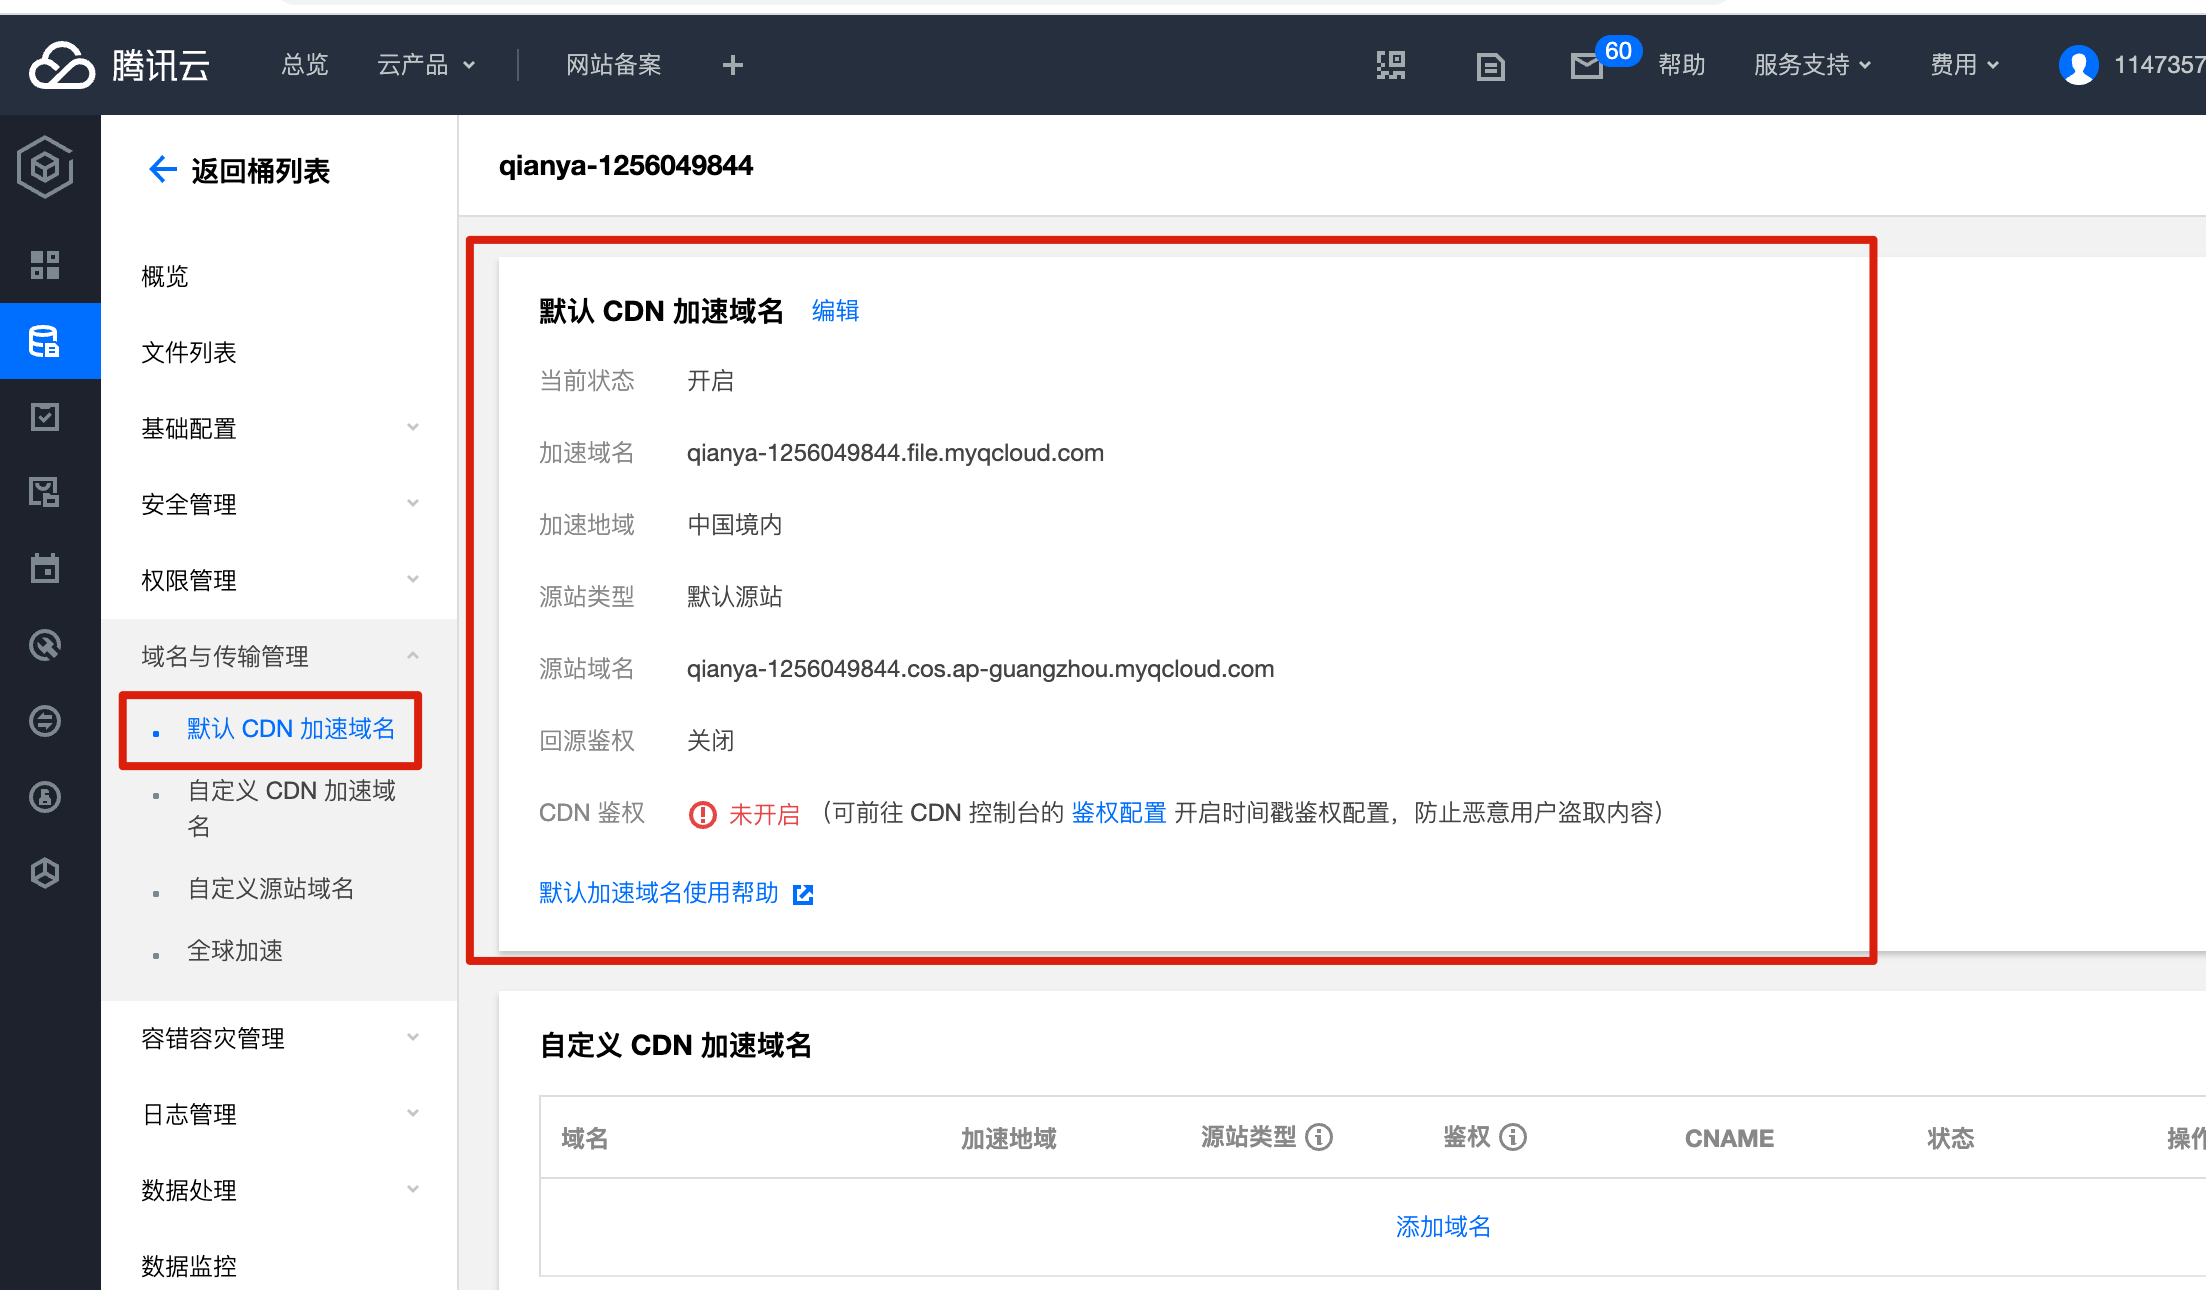 腾讯云
总览
云产品
网站备案
60
帮助
服务支持
费用
1147357
返回桶列表
概览
文件列表
基础配置
安全管理
权限管理
域名与传输管理
默认 CDN 加速域名
自定义 CDN 加速域
名
自定义源站域名
全球加速
容错容灾管理
日志管理
数据处理
数据监控
qianya-1256049844
默认 CDN 加速域名 编辑
当前状态 开启
加速域名 qianya-1256049844.file.myqcloud.com
加速地域 中国境内
源站类型 默认源站
源站域名 qianya-1256049844.cos.ap-guangzhou.myqcloud.com
回源鉴权 关闭
CDN 鉴权 未开启 （可前往 CDN 控制台的 鉴权配置 开启时间戳鉴权配置，防止恶意用户盗取内容）
默认加速域名使用帮助
自定义 CDN 加速域名
域名 加速地域 源站类型 鉴权 CNAME 状态 操作
添加域名